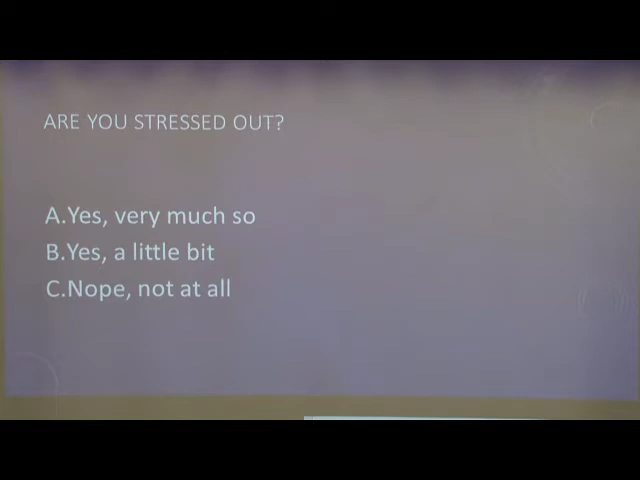 ARE YOU STRESSED OUT?
A.Yes, very much so
B.Yes, a little bit
C.Nope, not at all